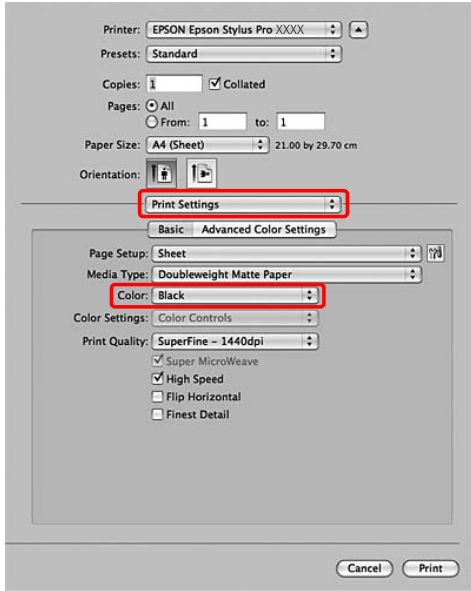 Printer: EPSON Epson Stylus Pro XXXX
Presets: Standard
Copies: 1 Collated
Pages: All
From: 1 to: 1
Paper Size: A4 (Sheet) 21.00 by 29.70 cm
Orientation:
Print Settings
Basic Advanced Color Settings
Page Setup: Sheet
Media Type: Doubleweight Matte Paper
Color: Black
Color Settings: Color Controls
Print Quality: SuperFine - 1440dpi
Super MicroWeave
High Speed
Flip Horizontal
Finest Detail
Cancel Print